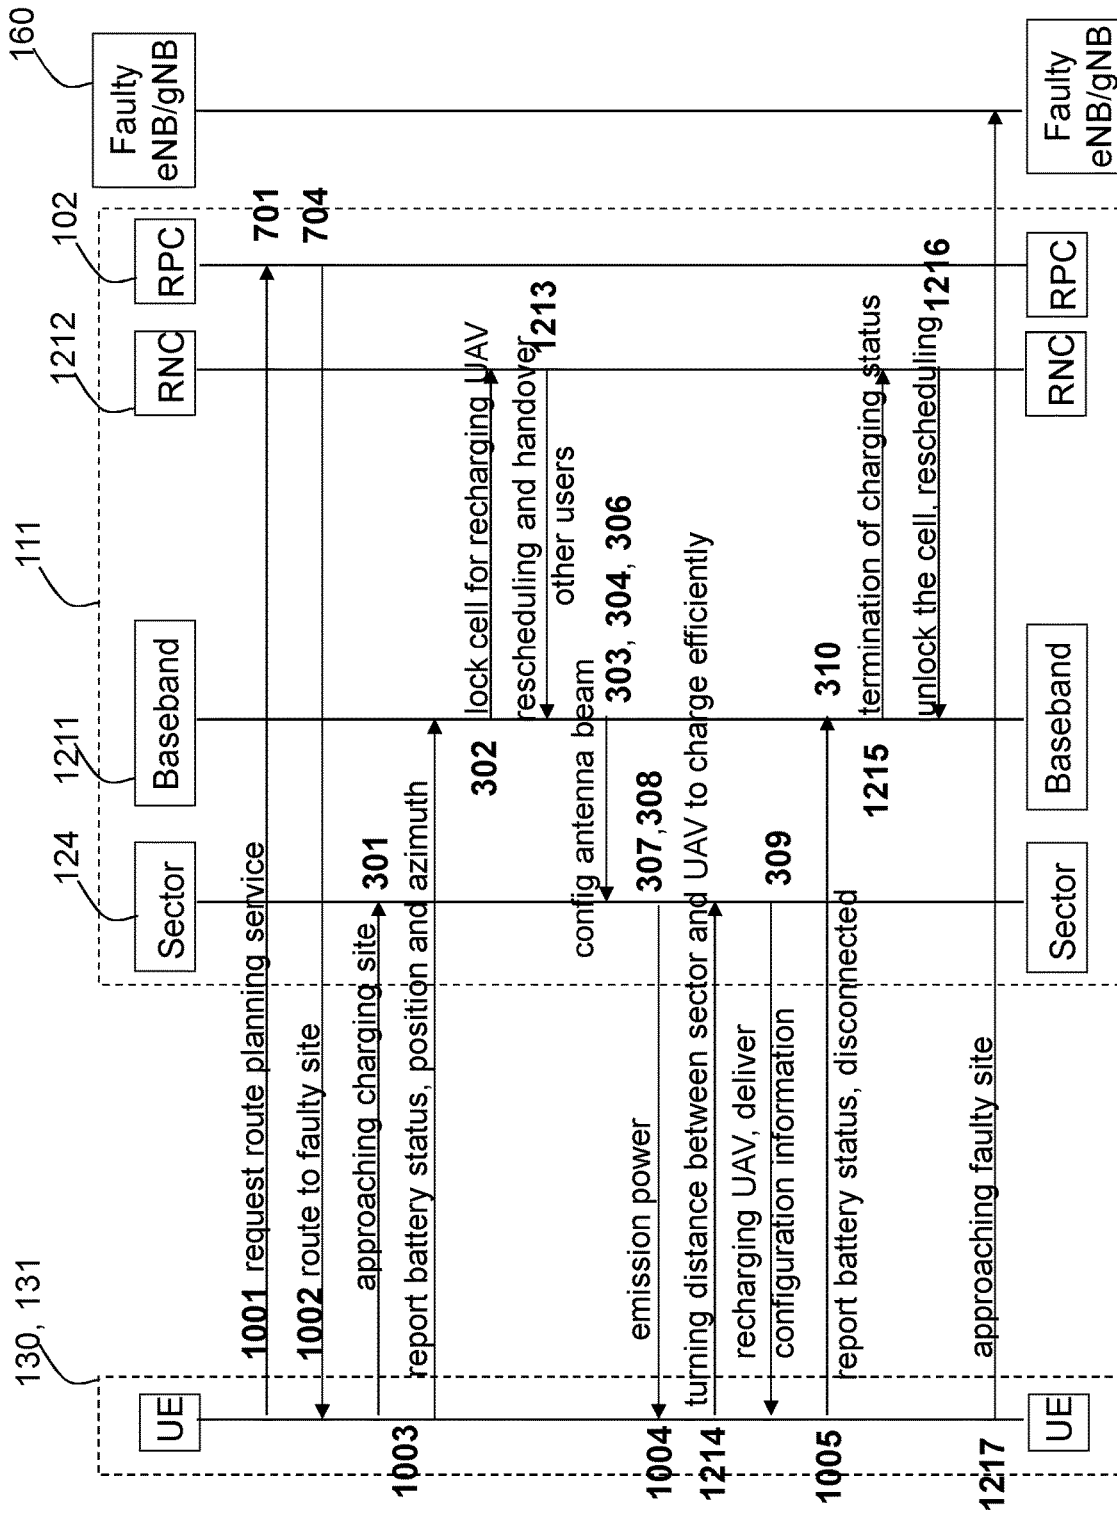 130, 131
124
1211
111
1212
102
160
UE
Sector
Baseband
RNC
RPC
Faulty
eNB/gNB
1001 request route planning service
701
1002 route to faulty site
704
approaching charging site
301
1003
report battery status, position and azimuth
302
lock cell for recharging UAV
rescheduling and handover
other users
1213
config antenna beam
303, 304, 306
1004
emission power
307,308
1214
turning distance between sector and UAV to charge efficiently
recharging UAV, deliver
configuration information
309
1005
report battery status, disconnected
310
1215
termination of charging status
unlock the cell, rescheduling
1216
1217
approaching faulty site
UE
Sector
Baseband
RNC
RPC
Faulty
eNB/gNB